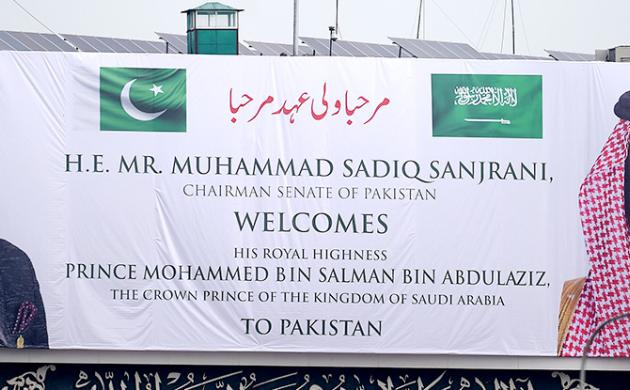 مرحبا ولی عہد مرحبا
H.E. MR. MUHAMMAD SADIQ SANJRANI,
CHAIRMAN SENATE OF PAKISTAN
WELCOMES
HIS ROYAL HIGHNESS
PRINCE MOHAMMED BIN SALMAN BIN ABDULAZIZ,
THE CROWN PRINCE OF THE KINGDOM OF SAUDI ARABIA
TO PAKISTAN